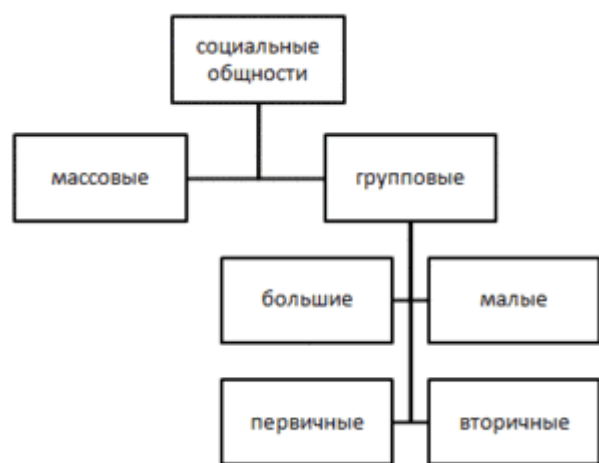 социальные
общности
массовые
групповые
большие
малые
первичные
вторичные